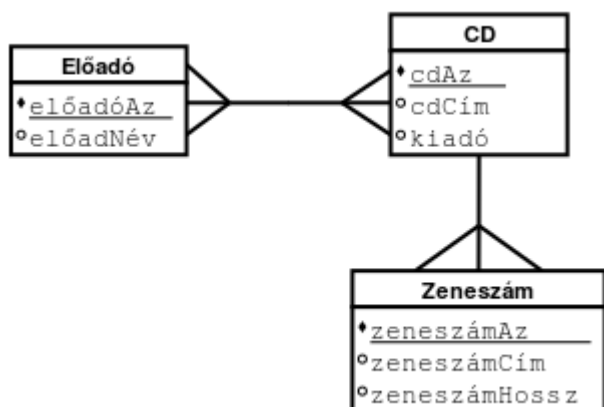 Előadó
előadóAz
előadNév
CD
cdAz
cdCím
kiadó
Zeneszám
zeneszámAz
zeneszámCím
zeneszámHossz